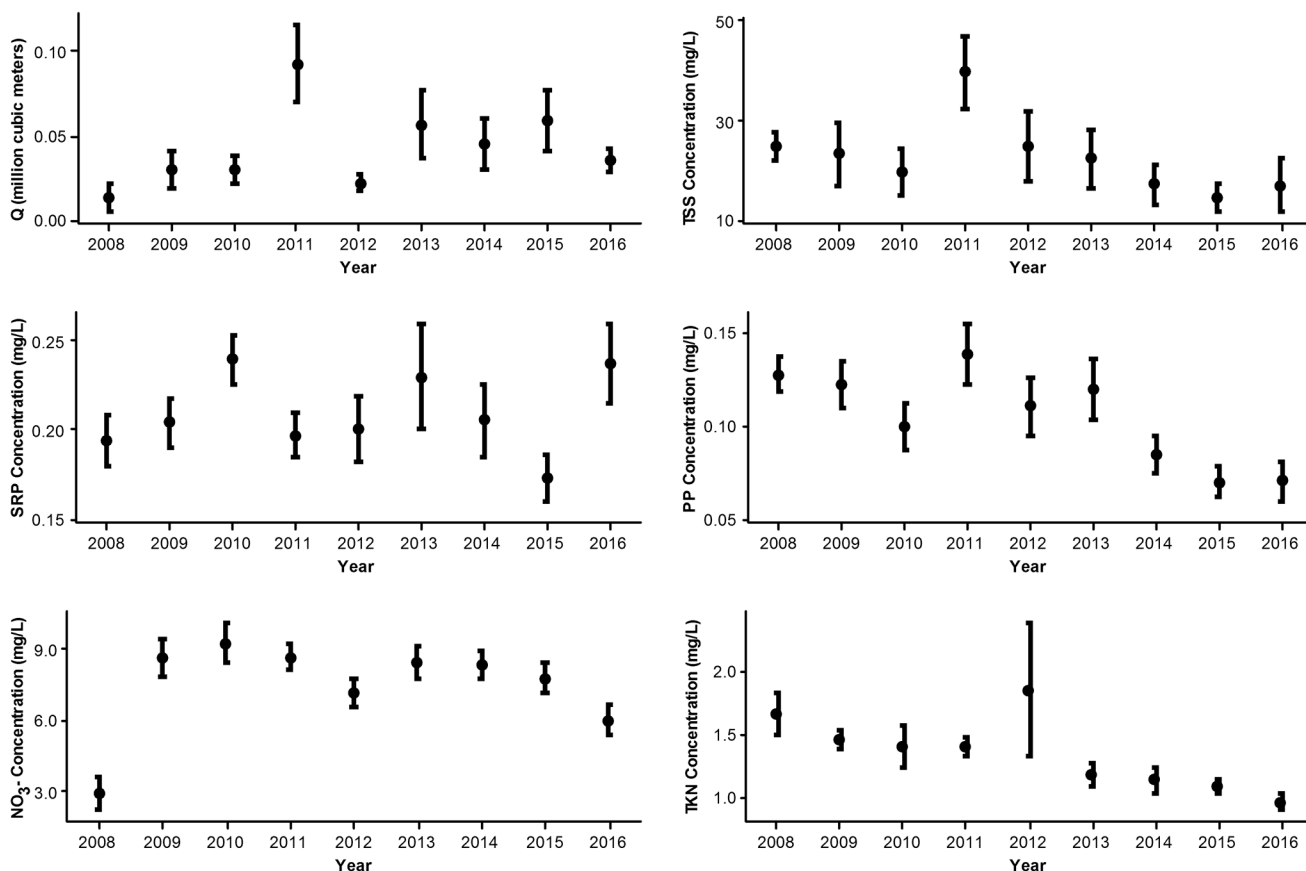 Q (million cubic meters)
0.10
0.05
0.00
2008 2009 2010 2011 2012 2013 2014 2015 2016
Year
TSS Concentration (mg/L)
50
30
10
2008 2009 2010 2011 2012 2013 2014 2015 2016
Year
SRP Concentration (mg/L)
0.25
0.20
0.15
2008 2009 2010 2011 2012 2013 2014 2015 2016
Year
PP Concentration (mg/L)
0.15
0.10
0.05
2008 2009 2010 2011 2012 2013 2014 2015 2016
Year
NO3- Concentration (mg/L)
9.0
6.0
3.0
2008 2009 2010 2011 2012 2013 2014 2015 2016
Year
TKN Concentration (mg/L)
2.0
1.5
1.0
2008 2009 2010 2011 2012 2013 2014 2015 2016
Year